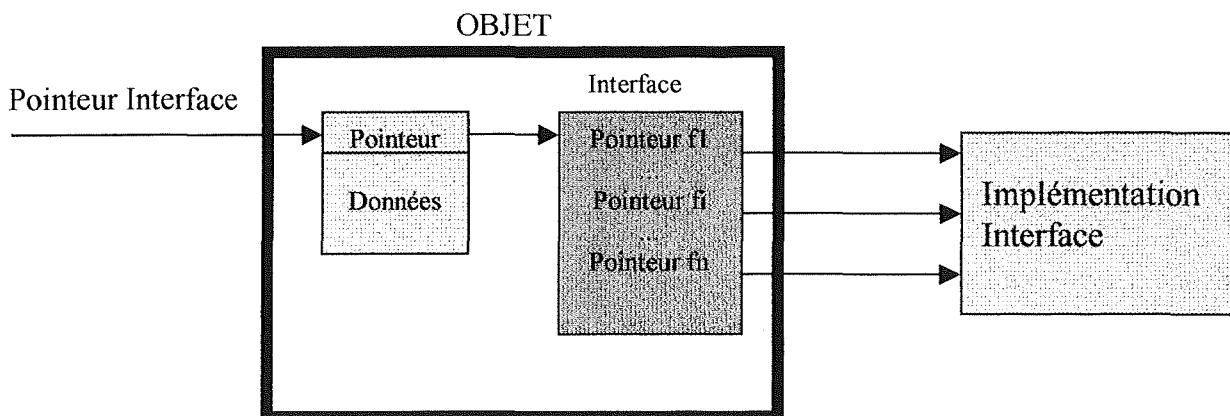 OBJET
Interface
Pointeur Interface
Pointeur
Données
Pointeur f1
...
Pointeur fi
...
Pointeur fn
Implémentation
Interface